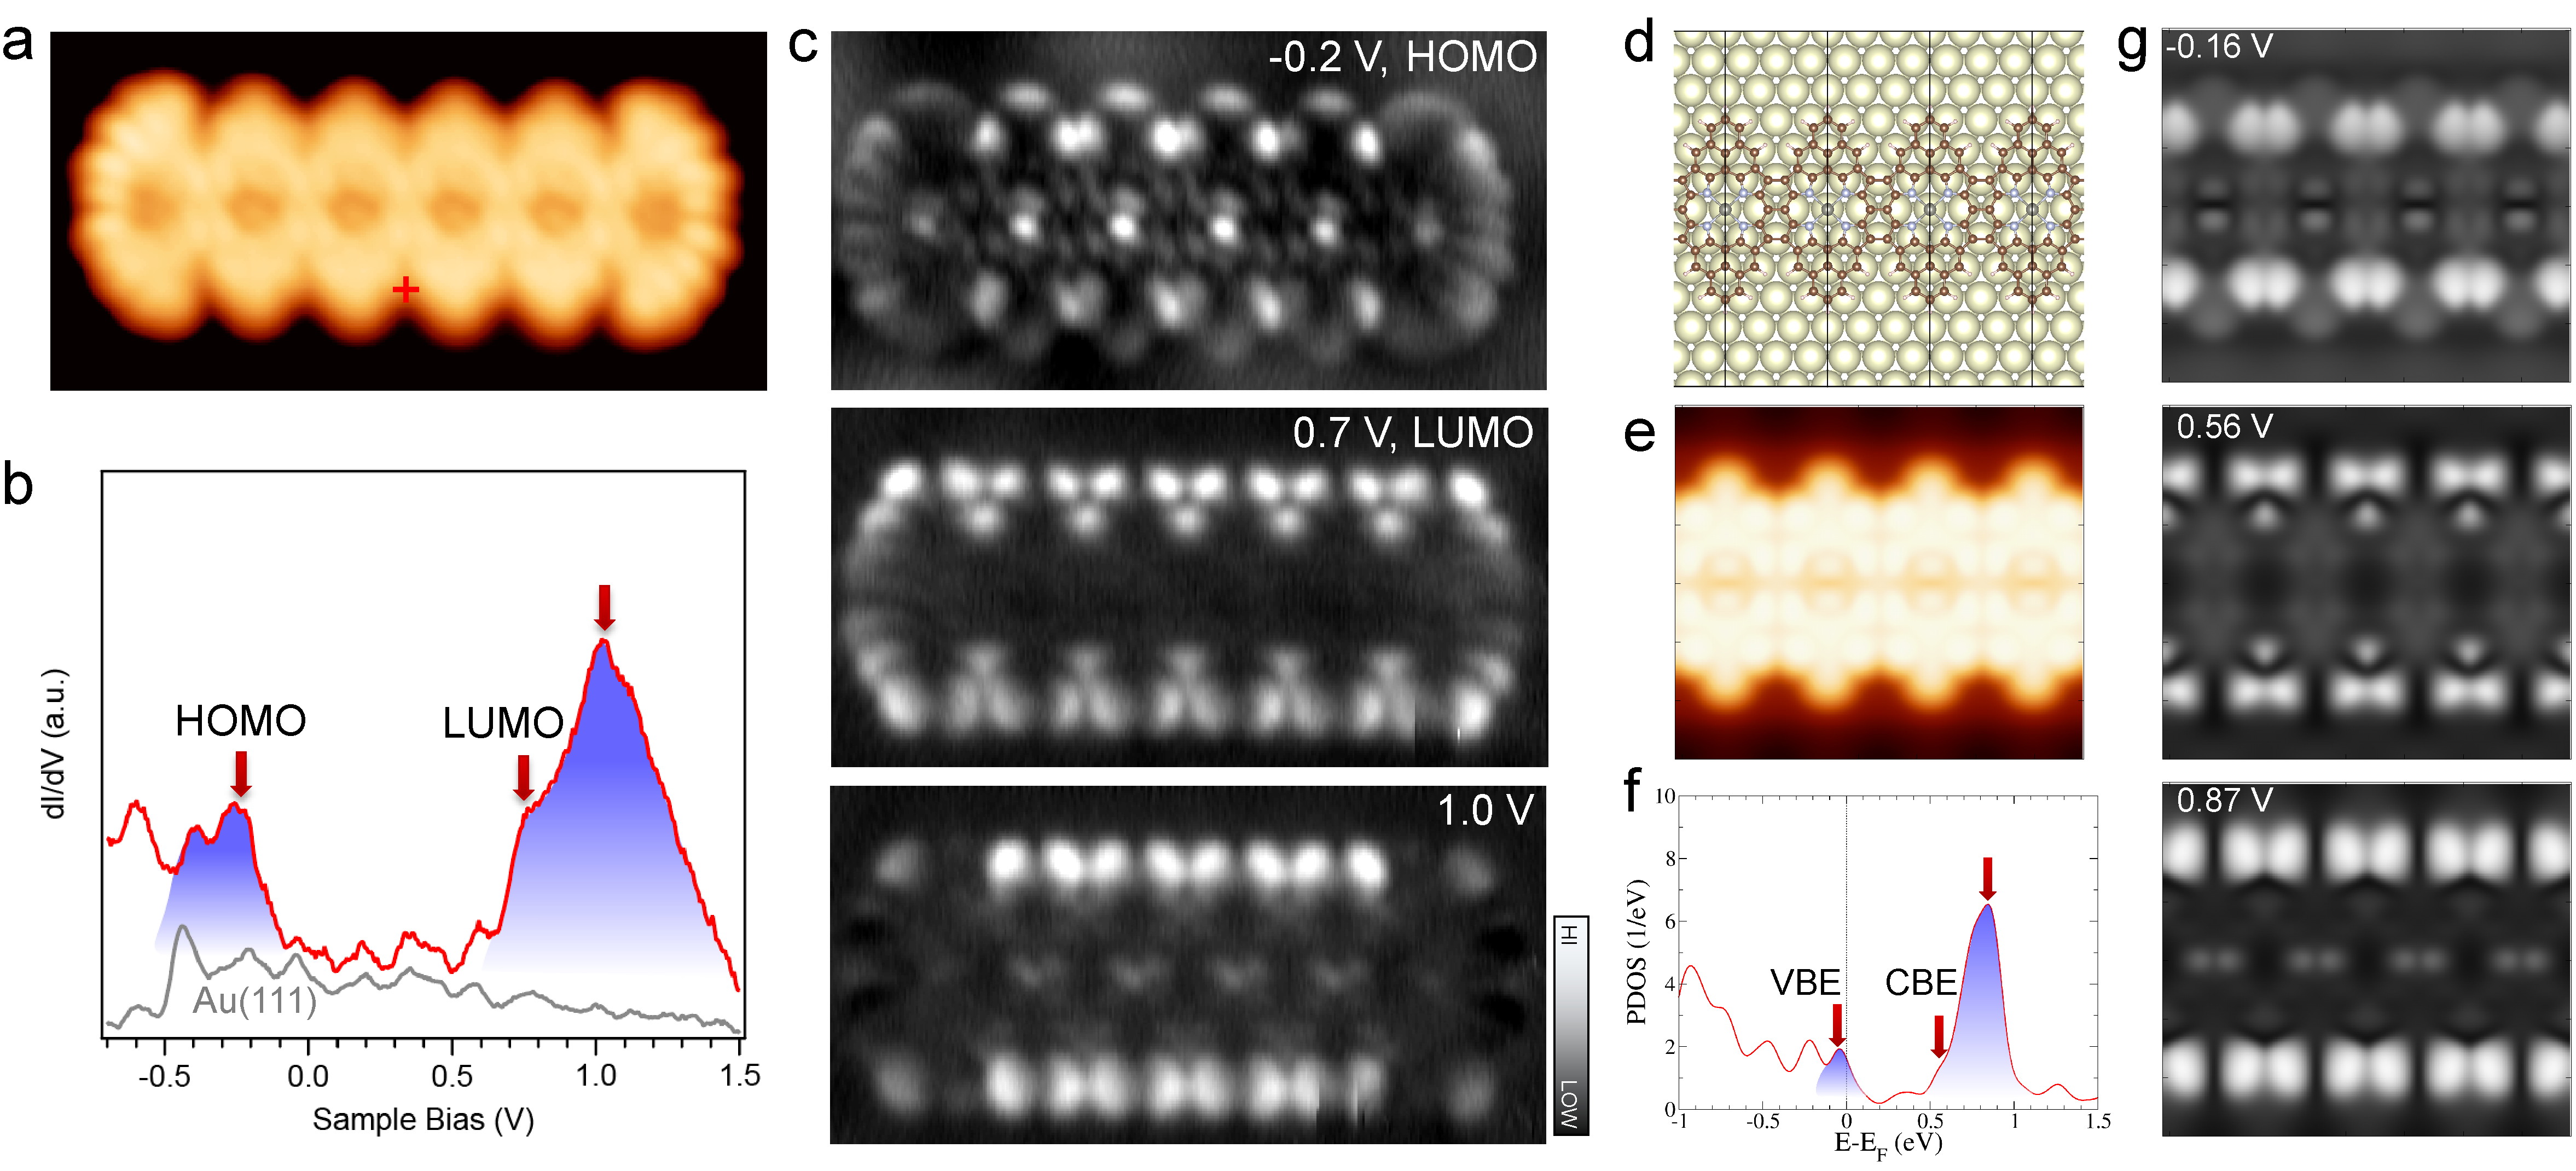 a
b
HOMO
LUMO
Au(111)
dI/dV (a.u.)
-0.5
0.0
0.5
1.0
1.5
Sample Bias (V)
c
-0.2 V, HOMO
0.7 V, LUMO
1.0 V
HI
LOW
d
e
f
10
8
6
4
2
0
PDOS (1/eV)
VBE
CBE
-1
-0.5
0
0.5
1
1.5
E-EF (eV)
g
-0.16 V
0.56 V
0.87 V